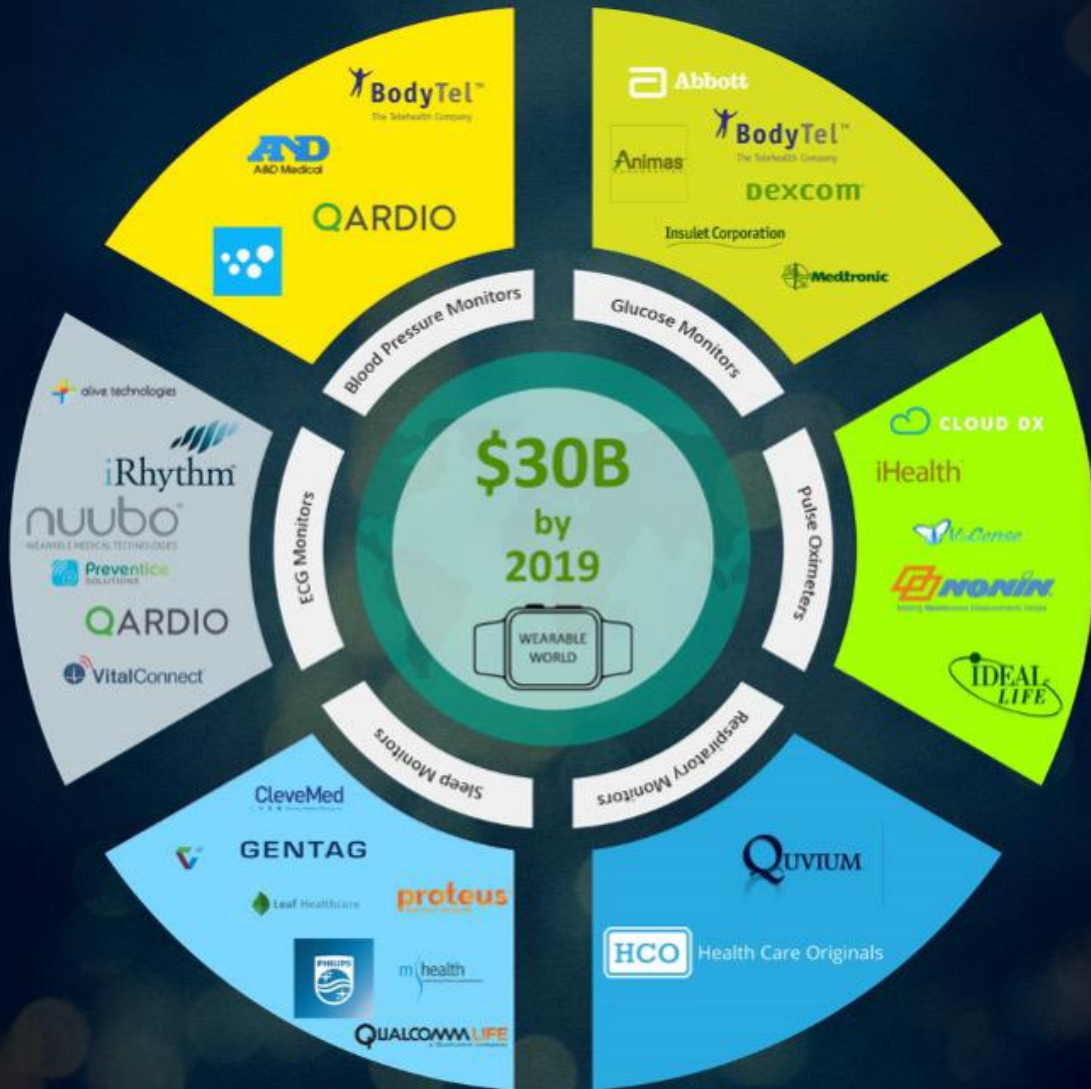 BodyTel™
The Telehealth Company
AND
A&D Medical
QARDIO
Blood Pressure Monitors
Abbott
BodyTel™
The Telehealth Company
Animas
CORPORATION
Dexcom
Insulet Corporation
Medtronic
Glucose Monitors
CLOUD DX
iHealth
NONIN
IDEAL
LIFE
Pulse Oximeters
QUVIUM
HCO Health Care Originals
Respiratory Monitors
CleveMed
GENTAG
Leaf Healthcare
proteus
PHILIPS
m health
QUALCOMM LIFE
Sleep Monitors
alive technologies
iRhythm
nuubo
WEARABLE MEDICAL TECHNOLOGIES
Preventice
SOLUTIONS
QARDIO
VitalConnect
ECG Monitors
$30B
by
2019
WEARABLE
WORLD